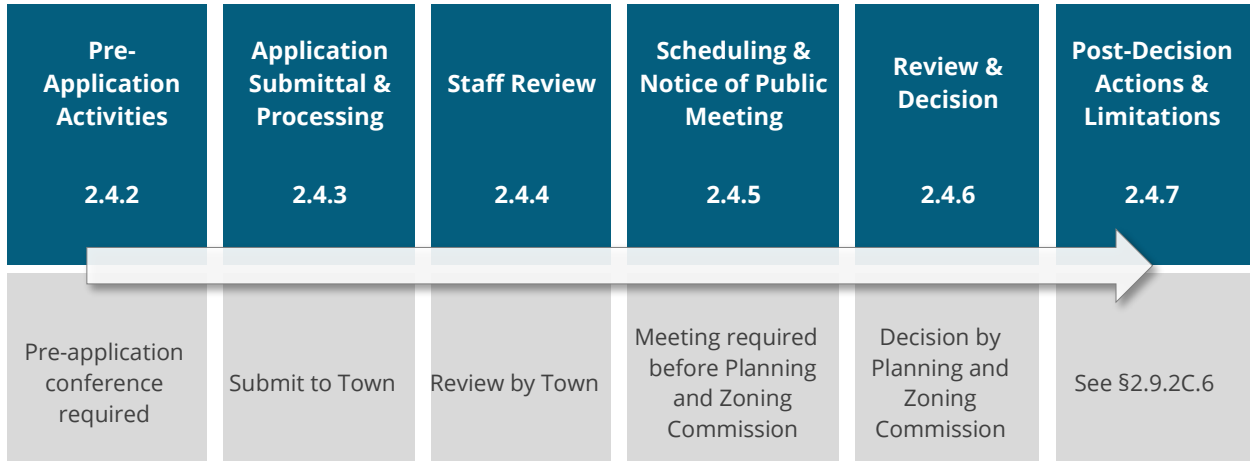 Pre-
Application
Activities
2.4.2
Application
Submittal &
Processing
2.4.3
Staff Review
2.4.4
Scheduling &
Notice of Public
Meeting
2.4.5
Review &
Decision
2.4.6
Post-Decision
Actions &
Limitations
2.4.7
Pre-application
conference
required
Submit to Town
Review by Town
Meeting required
before Planning
and Zoning
Commission
Decision by
Planning and
Zoning
Commission
See §2.9.2C.6